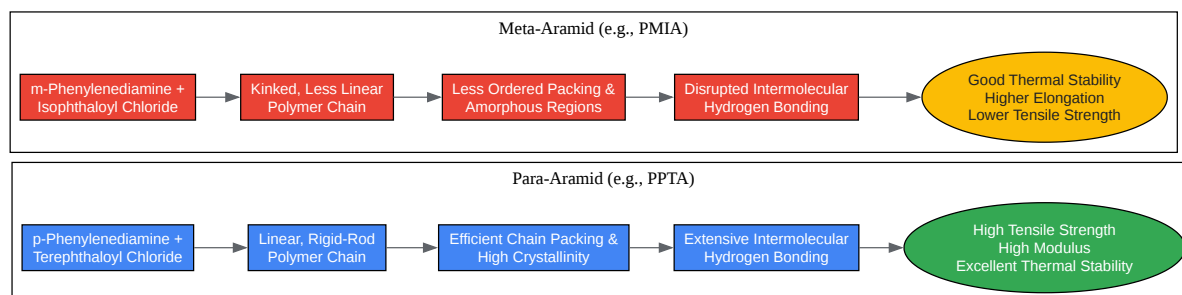 Meta-Aramid (e.g., PMIA)
m-Phenylenediamine +
Isophthaloyl Chloride
Kinked, Less Linear
Polymer Chain
Less Ordered Packing &
Amorphous Regions
Disrupted Intermolecular
Hydrogen Bonding
Good Thermal Stability
Higher Elongation
Lower Tensile Strength
Para-Aramid (e.g., PPTA)
p-Phenylenediamine +
Terephthaloyl Chloride
Linear, Rigid-Rod
Polymer Chain
Efficient Chain Packing &
High Crystallinity
Extensive Intermolecular
Hydrogen Bonding
High Tensile Strength
High Modulus
Excellent Thermal Stability